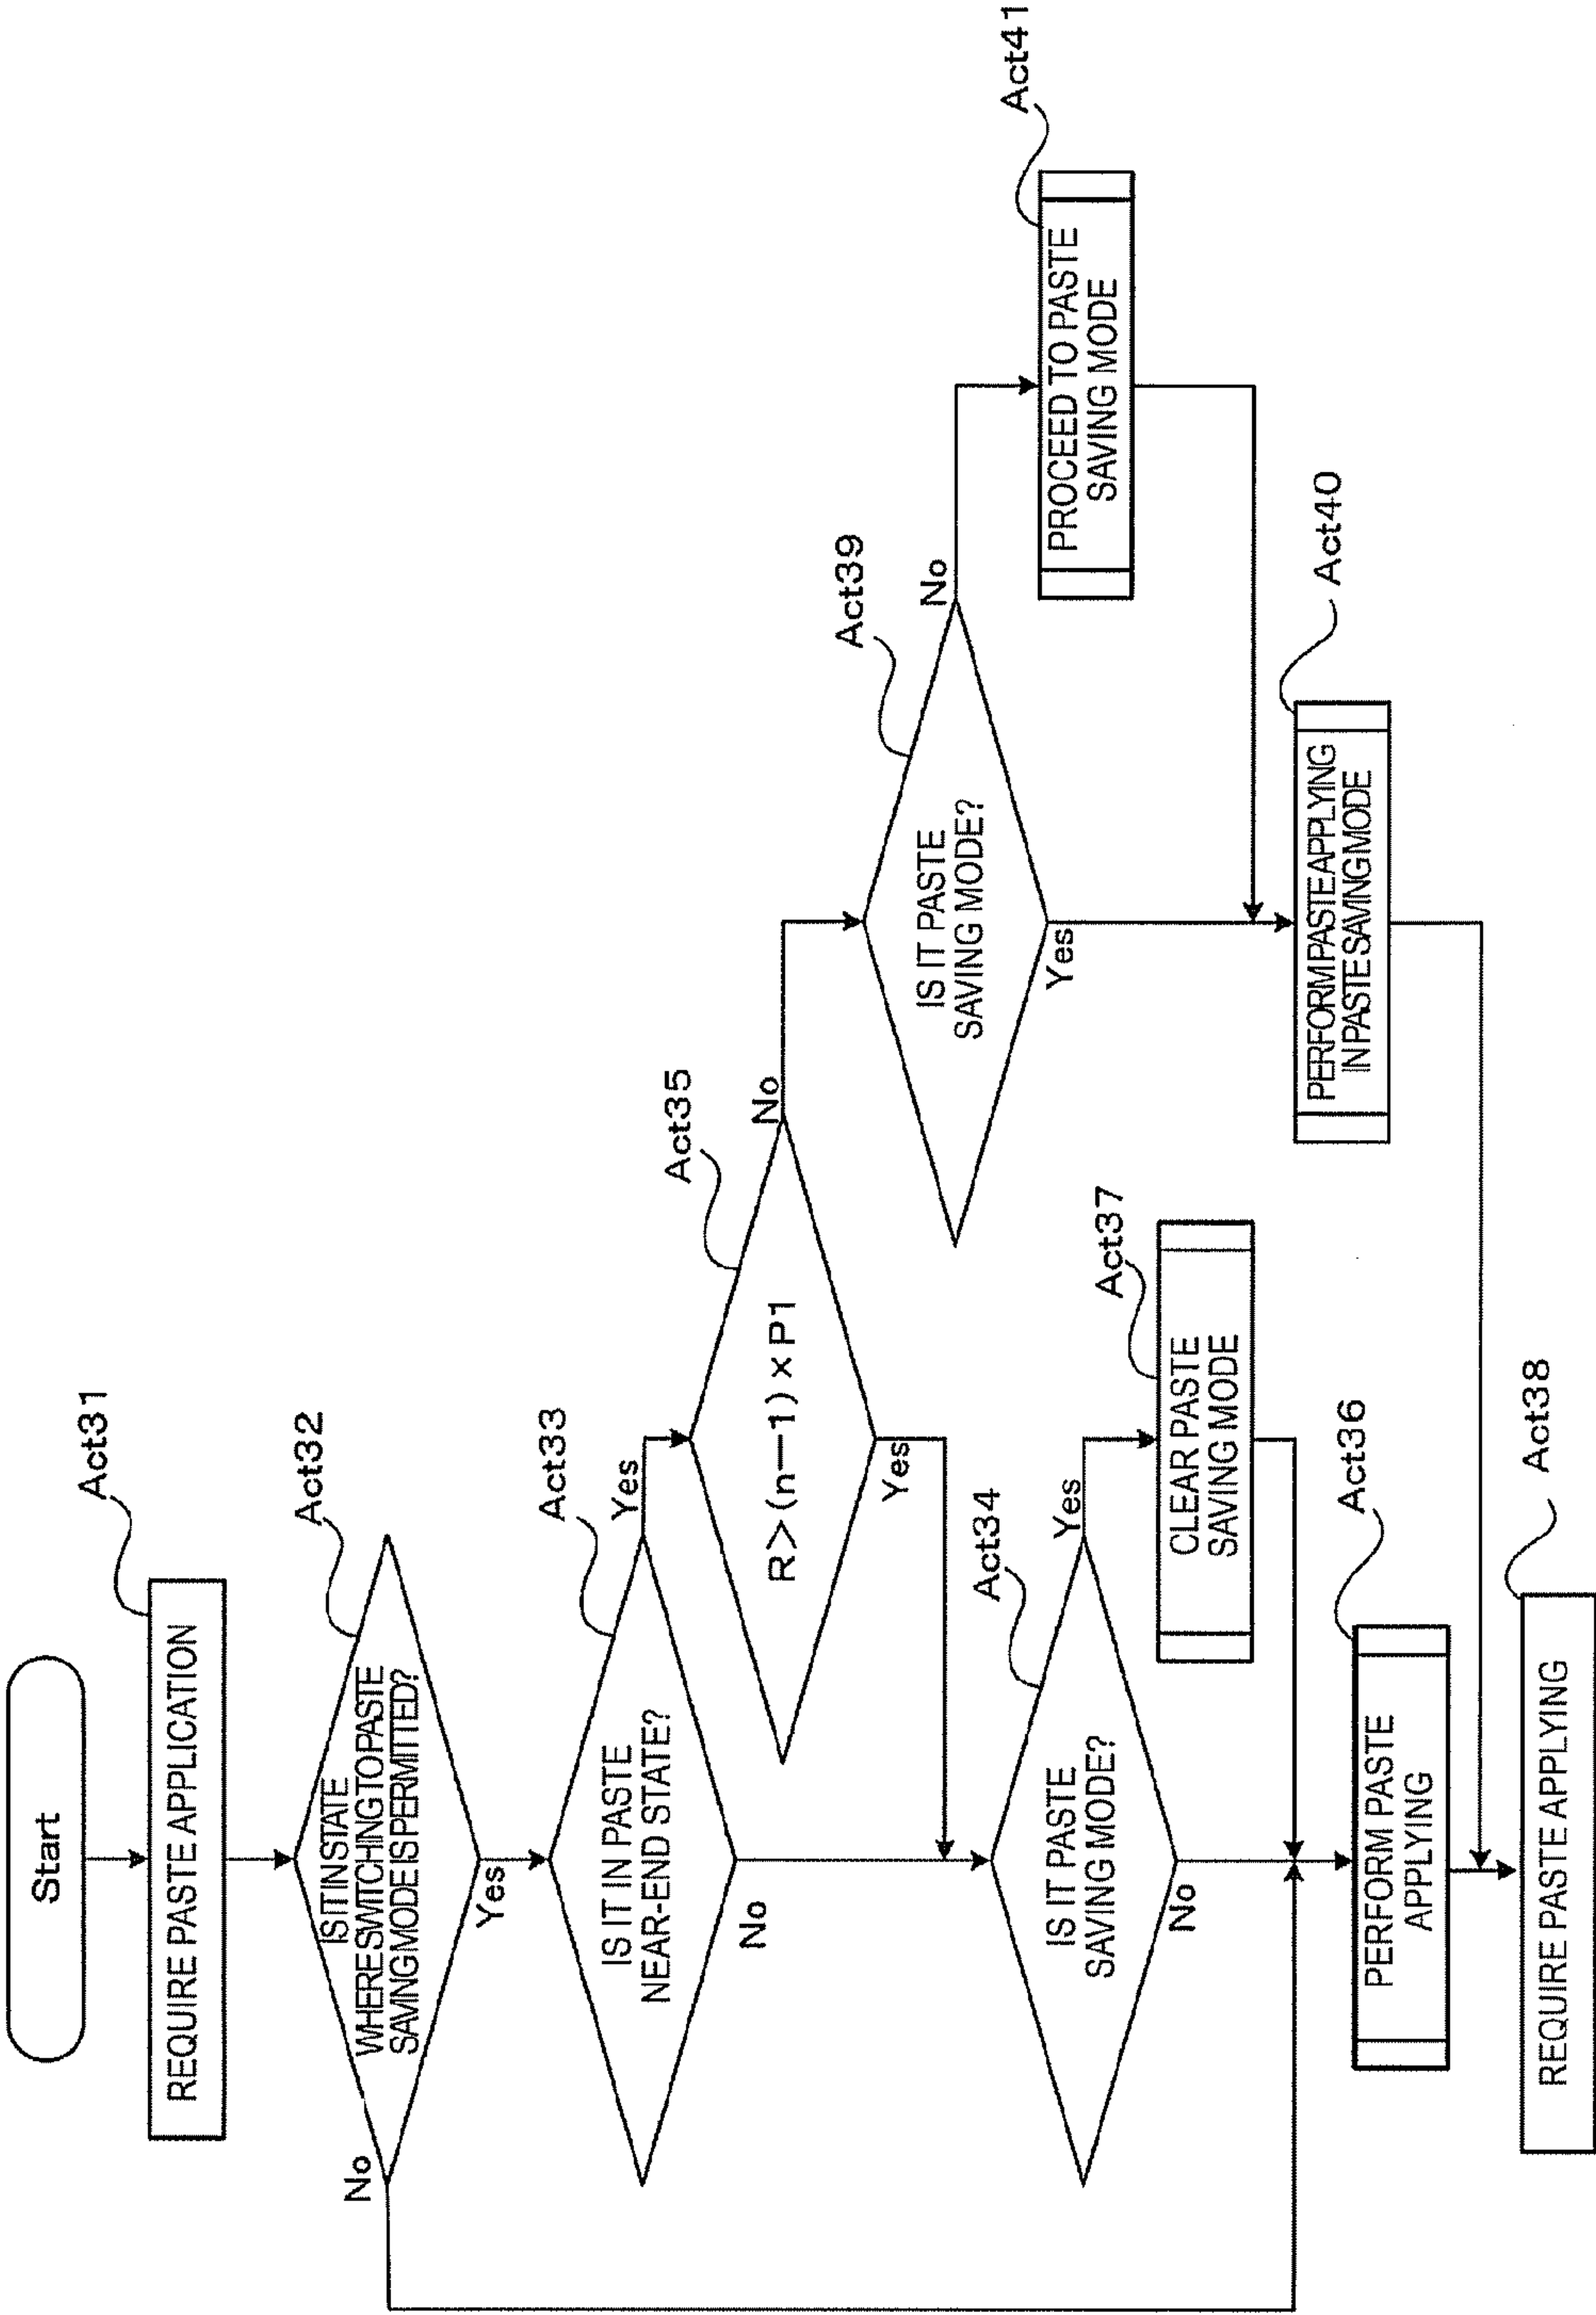 Start
Act31
REQUIRE PASTE APPLICATION
Act32
IS IT IN STATE
WHERE SWITCHING TO PASTE
SAVING MODE IS PERMITTED?
No
Yes
Act33
IS IT IN PASTE
NEAR-END STATE?
Yes
No
Act35
R>(n-1)×P1
No
Yes
Act39
IS IT PASTE
SAVING MODE?
No
Yes
Act41
PROCEED TO PASTE
SAVING MODE
Act34
IS IT PASTE
SAVING MODE?
Yes
No
Act37
CLEAR PASTE
SAVING MODE
Act40
PERFORM PASTE APPLYING
IN PASTE SAVING MODE
Act36
PERFORM PASTE
APPLYING
Act38
REQUIRE PASTE APPLYING